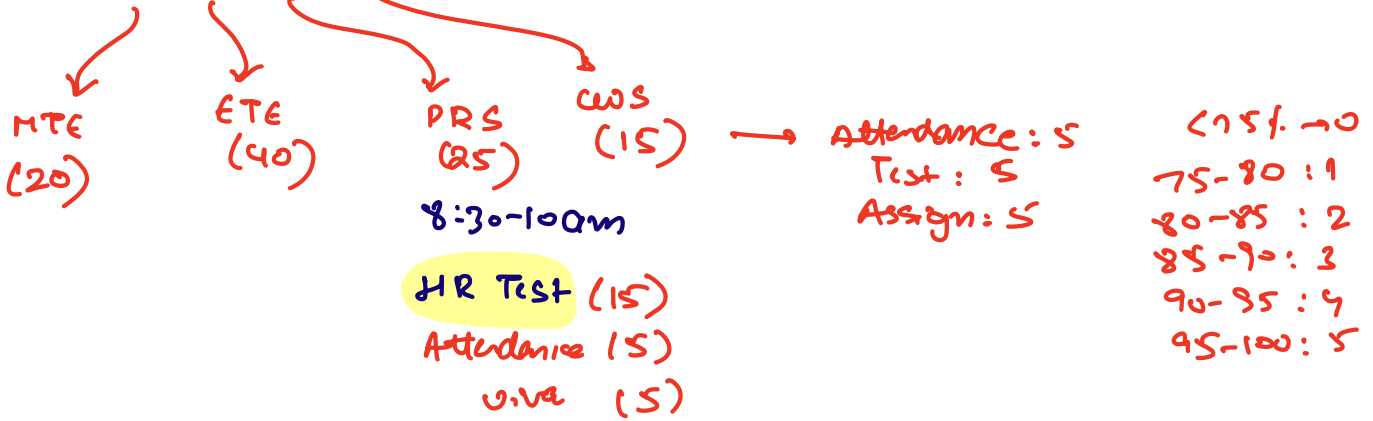 MTE
(20)
ETE
(40)
PRS
(25)
8:30-10am
HR Test (15)
Attendance (5)
viva (5)
CWS
(15)
Attendance: 5
Test: 5
Assign: 5
<75% → 0
75-80 : 1
80-85 : 2
85-90 : 3
90-95 : 4
95-100 : 5